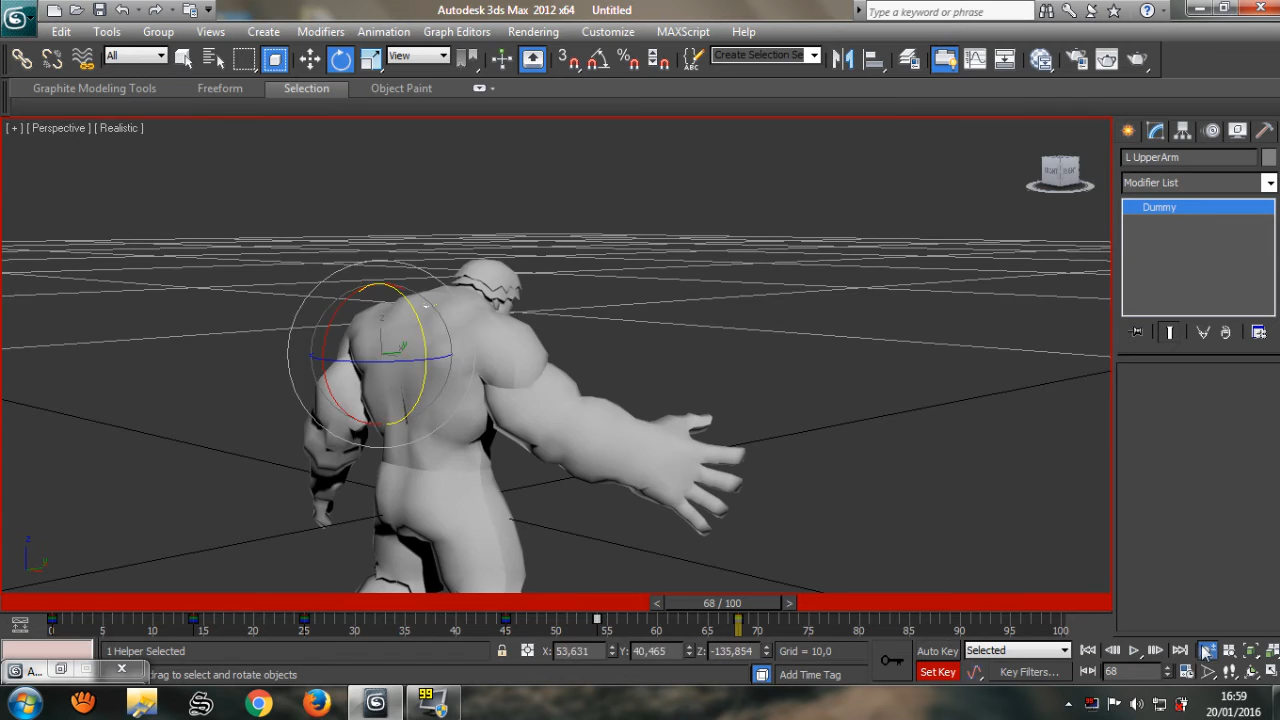 Autodesk 3ds Max 2012 x64 Untitled
Type a keyword or phrase
Edit Tools Group Views Create Modifiers Animation Graph Editors Rendering Customize MAXScript Help
All View Create Selection Se
Graphite Modeling Tools Freeform Selection Object Paint
[ + ] [ Perspective ] [ Realistic ]
L UpperArm
Modifier List
Dummy
z
y
z
y
< 68 / 100 >
0 5 10 15 20 25 30 35 40 45 50 55 60 65 70 75 80 85 90 95 100
1 Helper Selected X: 53,631 Y: 40,465 Z: -135,854 Grid = 10,0 Auto Key Selected
A... drag to select and rotate objects Add Time Tag Set Key Key Filters... 68
99
16:59
20/01/2016